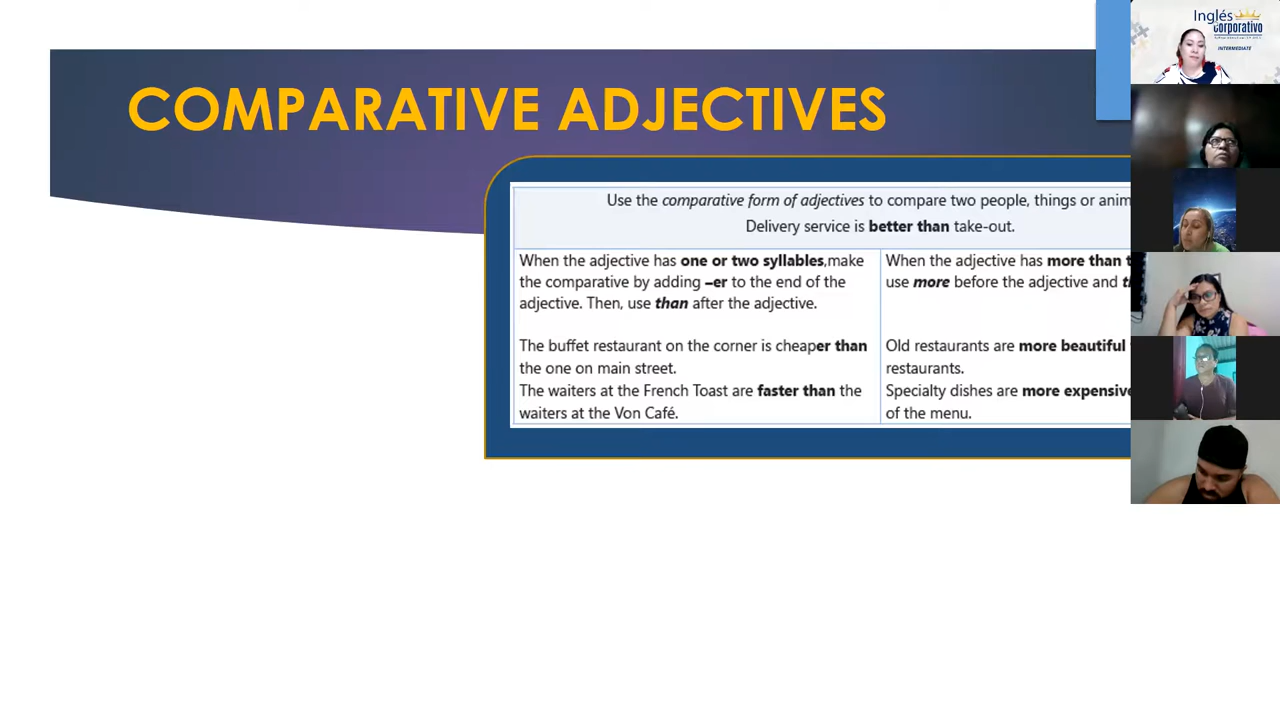 Inglés
Corporativo
INTERMEDIATE
COMPARATIVE ADJECTIVES
Use the comparative form of adjectives to compare two people, things or anim
Delivery service is better than take-out.
When the adjective has one or two syllables,make
the comparative by adding –er to the end of the
adjective. Then, use than after the adjective.
The buffet restaurant on the corner is cheaper than
the one on main street.
The waiters at the French Toast are faster than the
waiters at the Von Café.
When the adjective has more than
use more before the adjective and
Old restaurants are more beautiful
restaurants.
Specialty dishes are more expensive
of the menu.